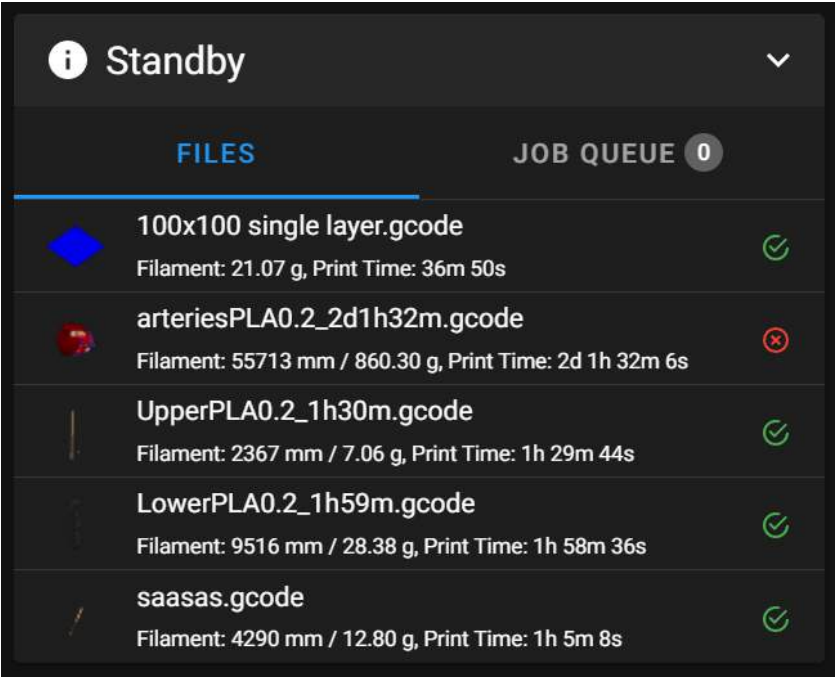 Standby
FILES
JOB QUEUE 0
100x100 single layer.gcode
Filament: 21.07 g, Print Time: 36m 50s
arteriesPLA0.2_2d1h32m.gcode
Filament: 55713 mm / 860.30 g, Print Time: 2d 1h 32m 6s
UpperPLA0.2_1h30m.gcode
Filament: 2367 mm / 7.06 g, Print Time: 1h 29m 44s
LowerPLA0.2_1h59m.gcode
Filament: 9516 mm / 28.38 g, Print Time: 1h 58m 36s
saasas.gcode
Filament: 4290 mm / 12.80 g, Print Time: 1h 5m 8s